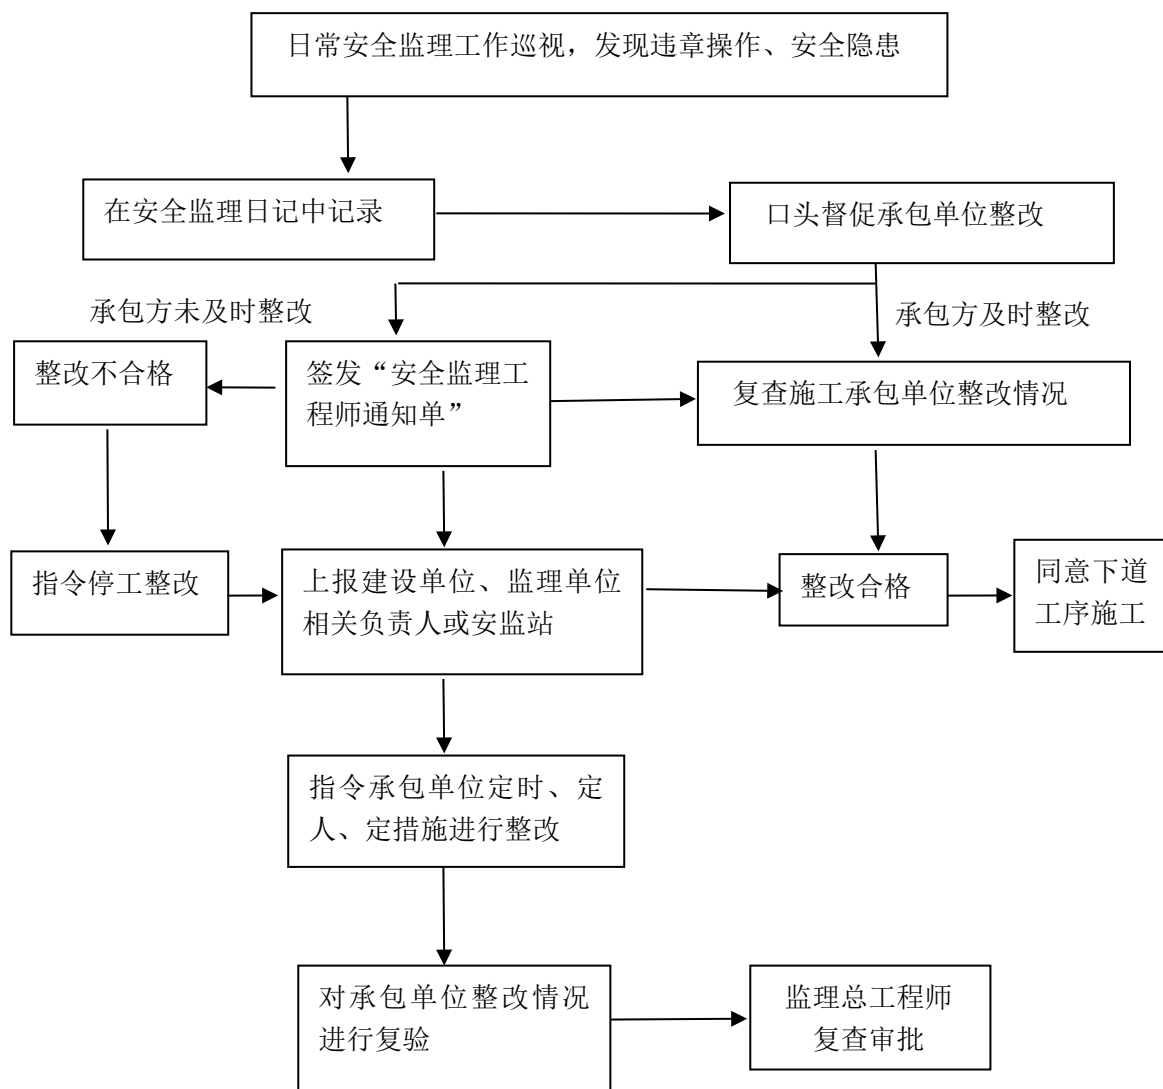 日常安全监理工作巡视，发现违章操作、安全隐患
在安全监理日记中记录
口头督促承包单位整改
承包方未及时整改
承包方及时整改
整改不合格
签发“安全监理工
程师通知单”
复查施工承包单位整改情况
指令停工整改
上报建设单位、监理单位
相关负责人或安监站
整改合格
同意下道
工序施工
指令承包单位定时、定
人、定措施进行整改
对承包单位整改情况
进行复验
监理总工程师
复查审批